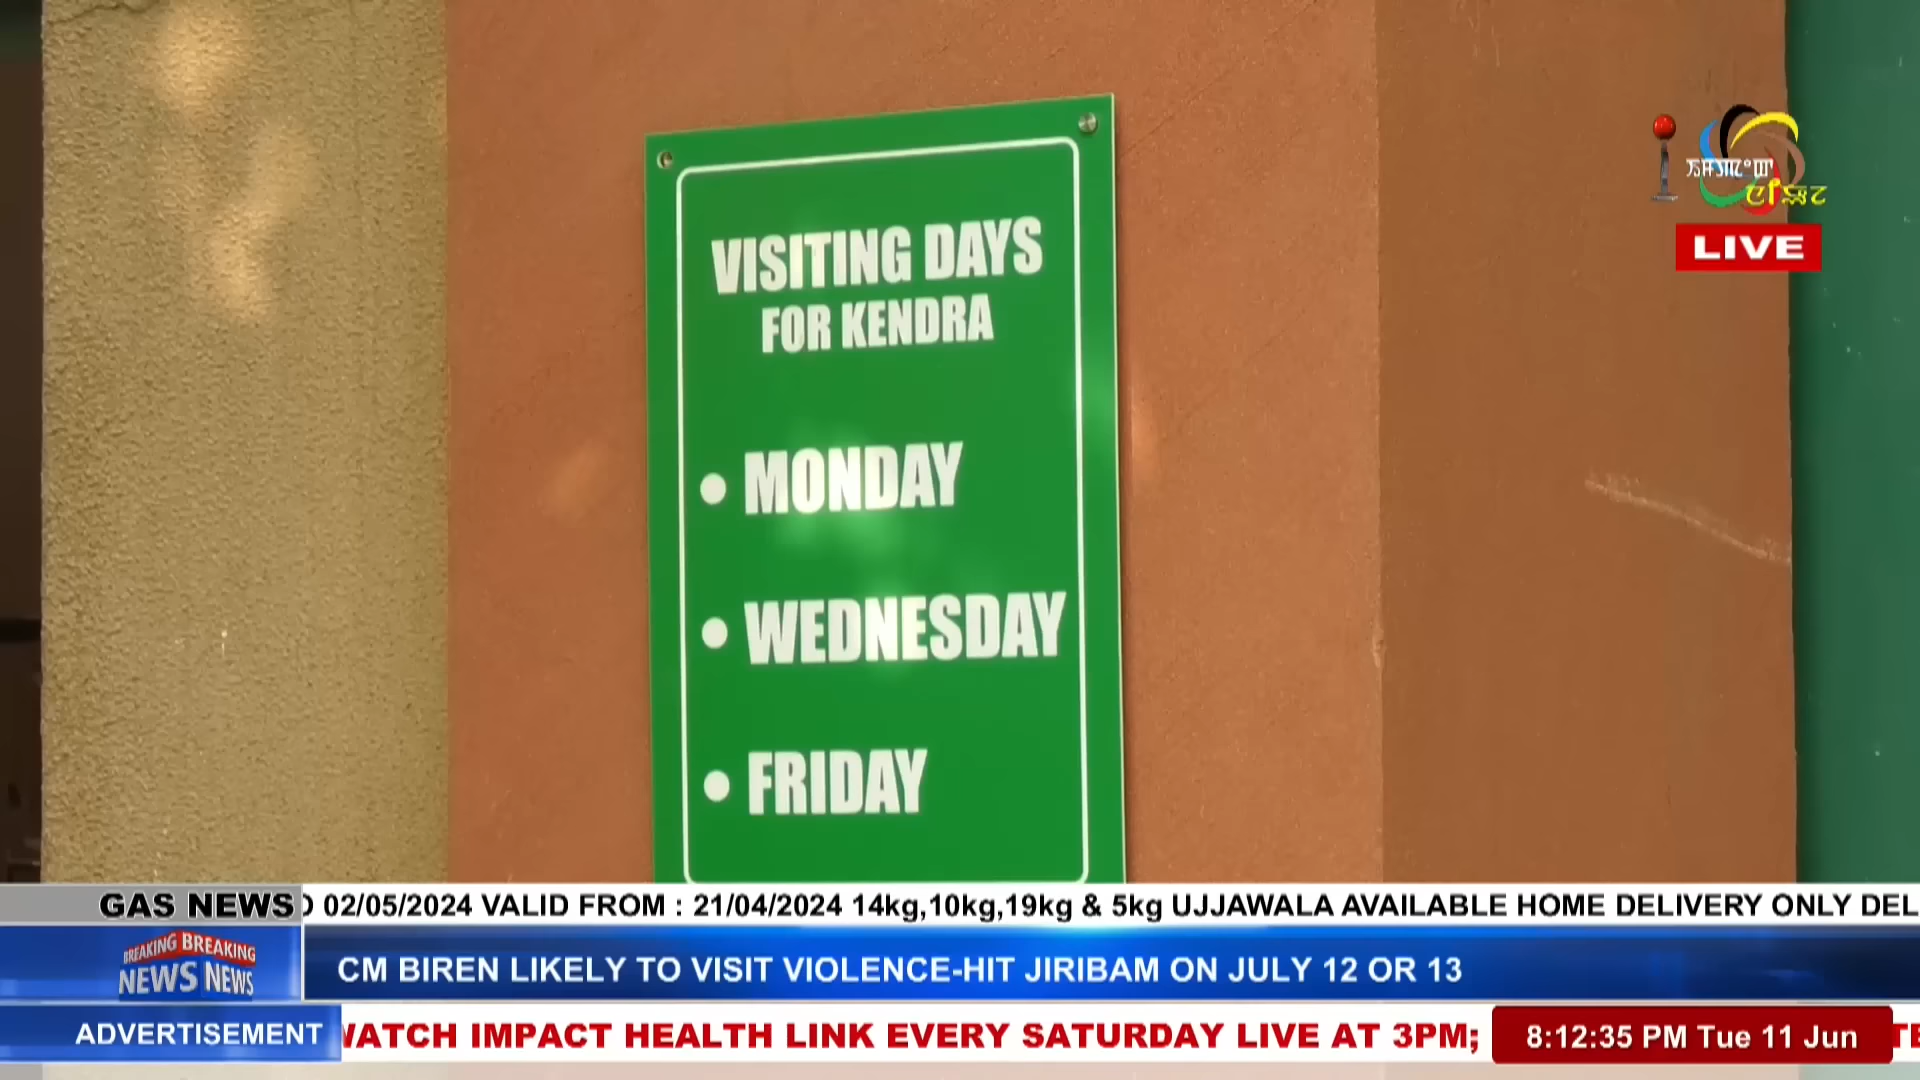 VISITING DAYS
FOR KENDRA
• MONDAY
• WEDNESDAY
• FRIDAY
LIVE
GAS NEWS
02/05/2024 VALID FROM : 21/04/2024 14kg,10kg,19kg & 5kg UJJAWALA AVAILABLE HOME DELIVERY ONLY DEL
BREAKING BREAKING
NEWS NEWS
CM BIREN LIKELY TO VISIT VIOLENCE-HIT JIRIBAM ON JULY 12 OR 13
ADVERTISEMENT
WATCH IMPACT HEALTH LINK EVERY SATURDAY LIVE AT 3PM;
8:12:35 PM Tue 11 Jun